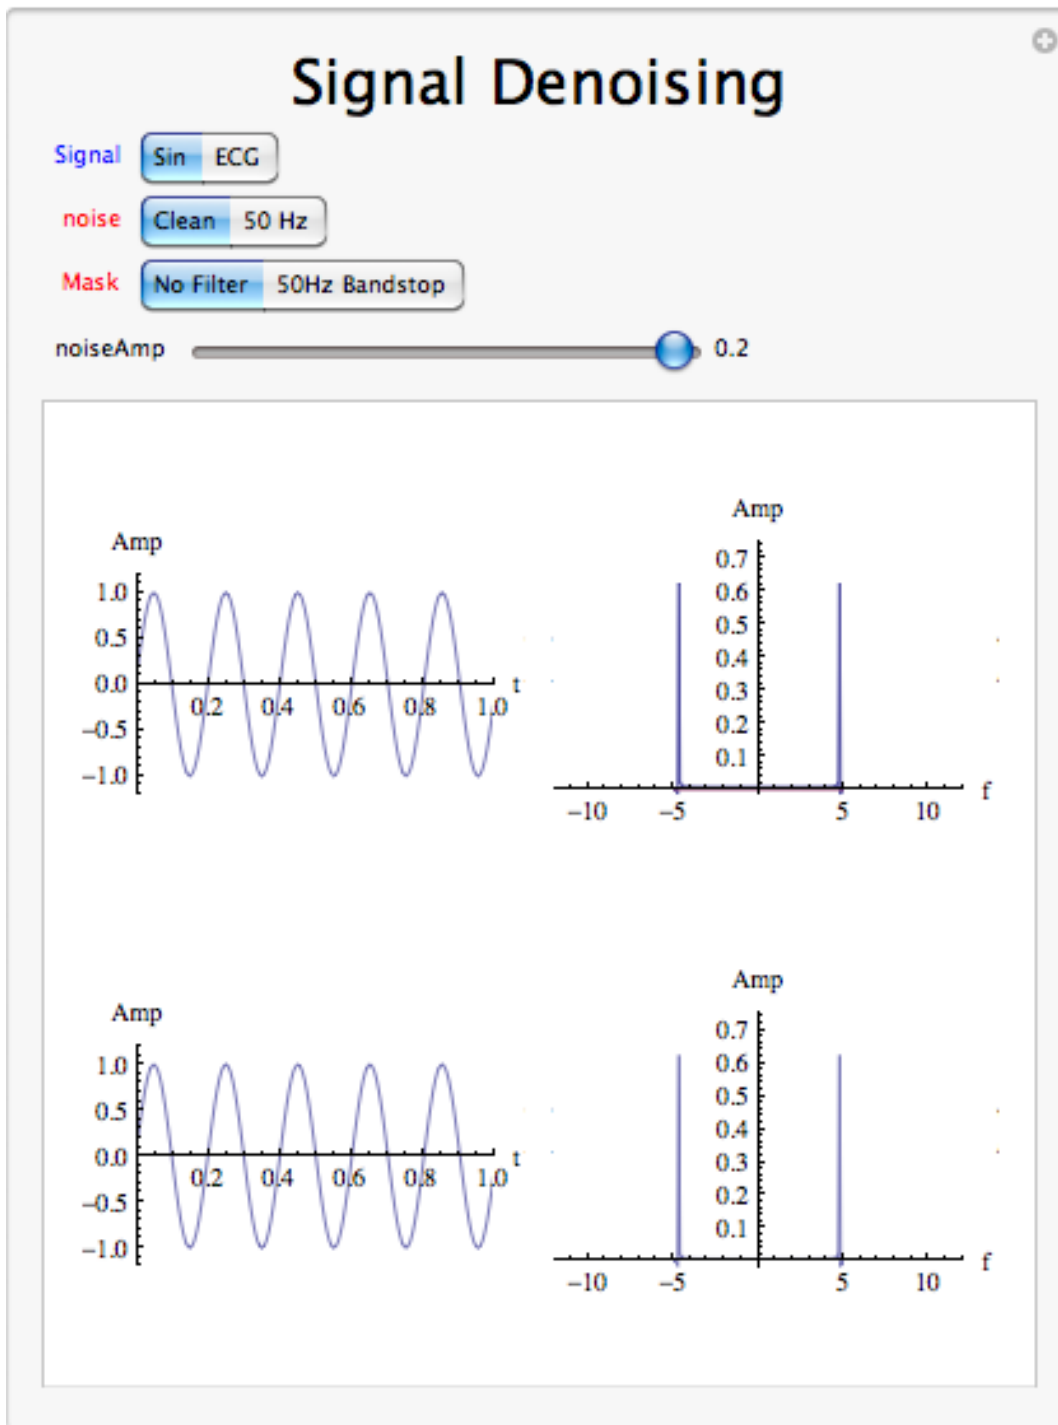 Signal Denoising
Signal Sin ECG
noise Clean 50 Hz
Mask No Filter 50Hz Bandstop
noiseAmp 0.2
Amp
1.0
0.5
0.0
−0.5
−1.0
0.2 0.4 0.6 0.8 1.0 t
Amp
0.7
0.6
0.5
0.4
0.3
0.2
0.1
−10 −5 5 10 f
Amp
1.0
0.5
0.0
−0.5
−1.0
0.2 0.4 0.6 0.8 1.0 t
Amp
0.7
0.6
0.5
0.4
0.3
0.2
0.1
−10 −5 5 10 f